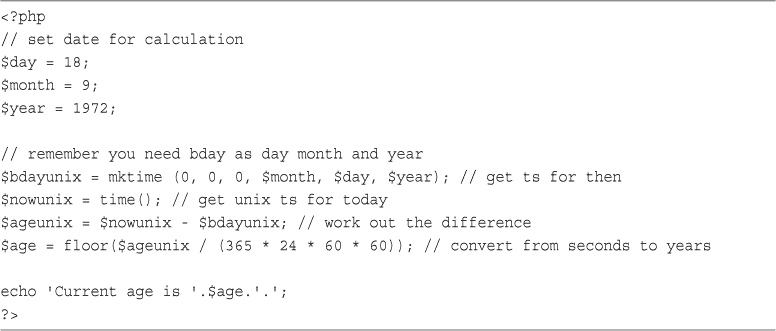 <?php
// set date for calculation
$day = 18;
$month = 9;
$year = 1972;

// remember you need bday as day month and year
$bdayunix = mktime (0, 0, 0, $month, $day, $year); // get ts for then
$nowunix = time(); // get unix ts for today
$ageunix = $nowunix - $bdayunix; // work out the difference
$age = floor($ageunix / (365 * 24 * 60 * 60)); // convert from seconds to years

echo 'Current age is '.$age.'.';
?>